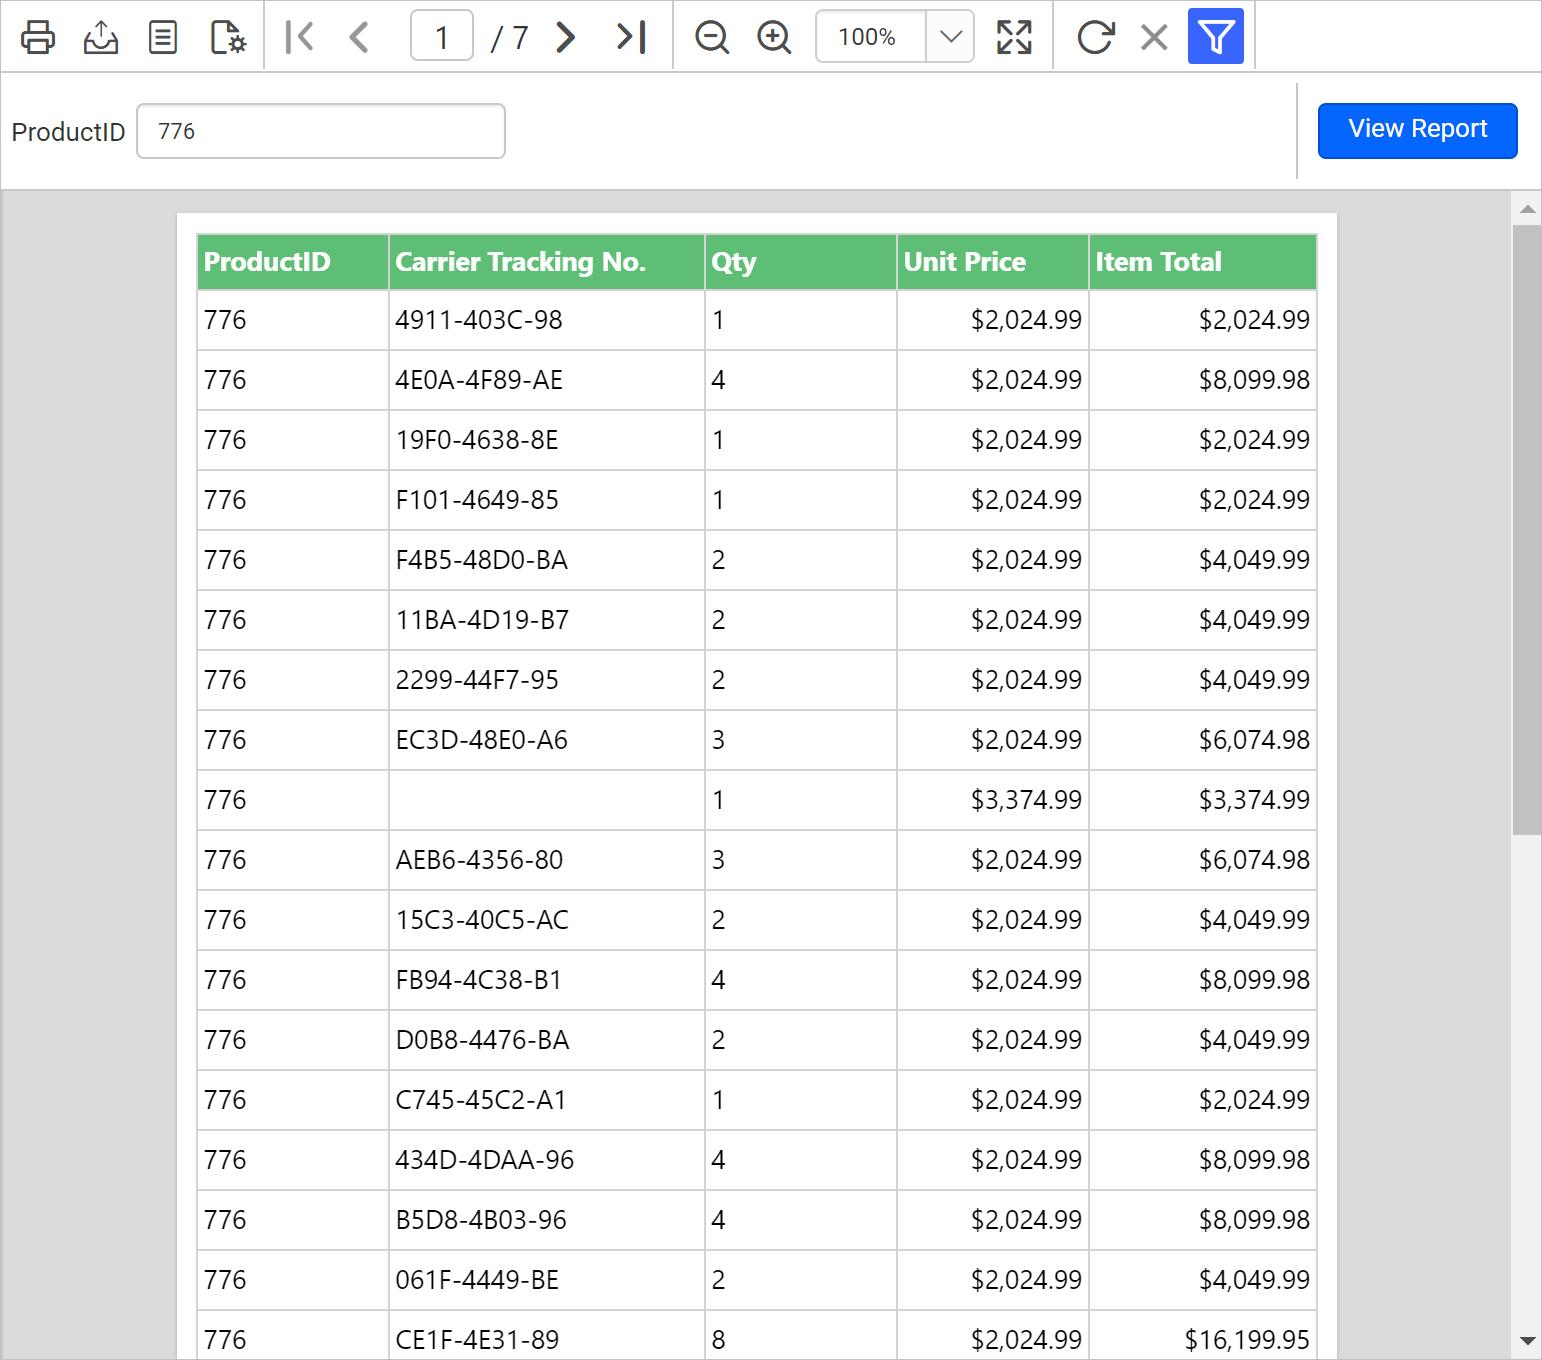 1 / 7 100%
ProductID 776 View Report
ProductID Carrier Tracking No. Qty Unit Price Item Total
776 4911-403C-98 1 $2,024.99 $2,024.99
776 4E0A-4F89-AE 4 $2,024.99 $8,099.98
776 19F0-4638-8E 1 $2,024.99 $2,024.99
776 F101-4649-85 1 $2,024.99 $2,024.99
776 F4B5-48D0-BA 2 $2,024.99 $4,049.99
776 11BA-4D19-B7 2 $2,024.99 $4,049.99
776 2299-44F7-95 2 $2,024.99 $4,049.99
776 EC3D-48E0-A6 3 $2,024.99 $6,074.98
776 1 $3,374.99 $3,374.99
776 AEB6-4356-80 3 $2,024.99 $6,074.98
776 15C3-40C5-AC 2 $2,024.99 $4,049.99
776 FB94-4C38-B1 4 $2,024.99 $8,099.98
776 D0B8-4476-BA 2 $2,024.99 $4,049.99
776 C745-45C2-A1 1 $2,024.99 $2,024.99
776 434D-4DAA-96 4 $2,024.99 $8,099.98
776 B5D8-4B03-96 4 $2,024.99 $8,099.98
776 061F-4449-BE 2 $2,024.99 $4,049.99
776 CE1F-4E31-89 8 $2,024.99 $16,199.95